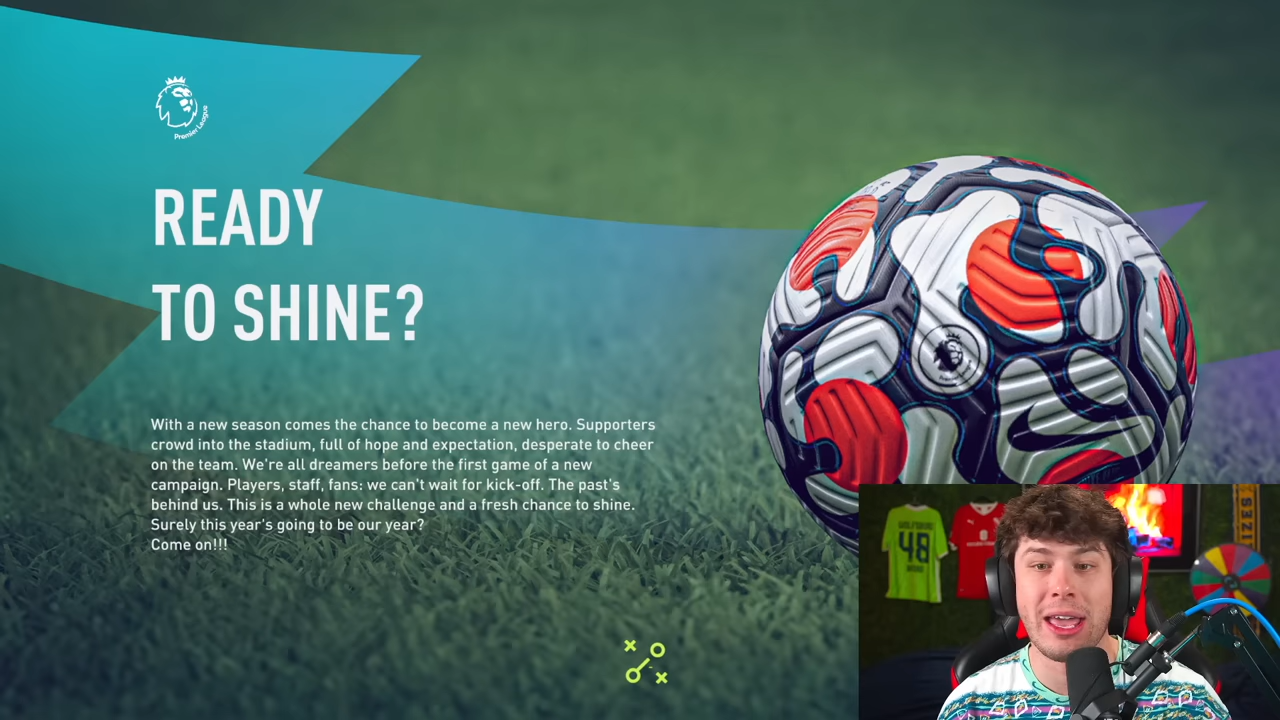 Premier League
READY
TO SHINE?
With a new season comes the chance to become a new hero. Supporters
crowd into the stadium, full of hope and expectation, desperate to cheer
on the team. We're all dreamers before the first game of a new
campaign. Players, staff, fans: we can't wait for kick-off. The past's
behind us. This is a whole new challenge and a fresh chance to shine.
Surely this year's going to be our year?
Come on!!!
48